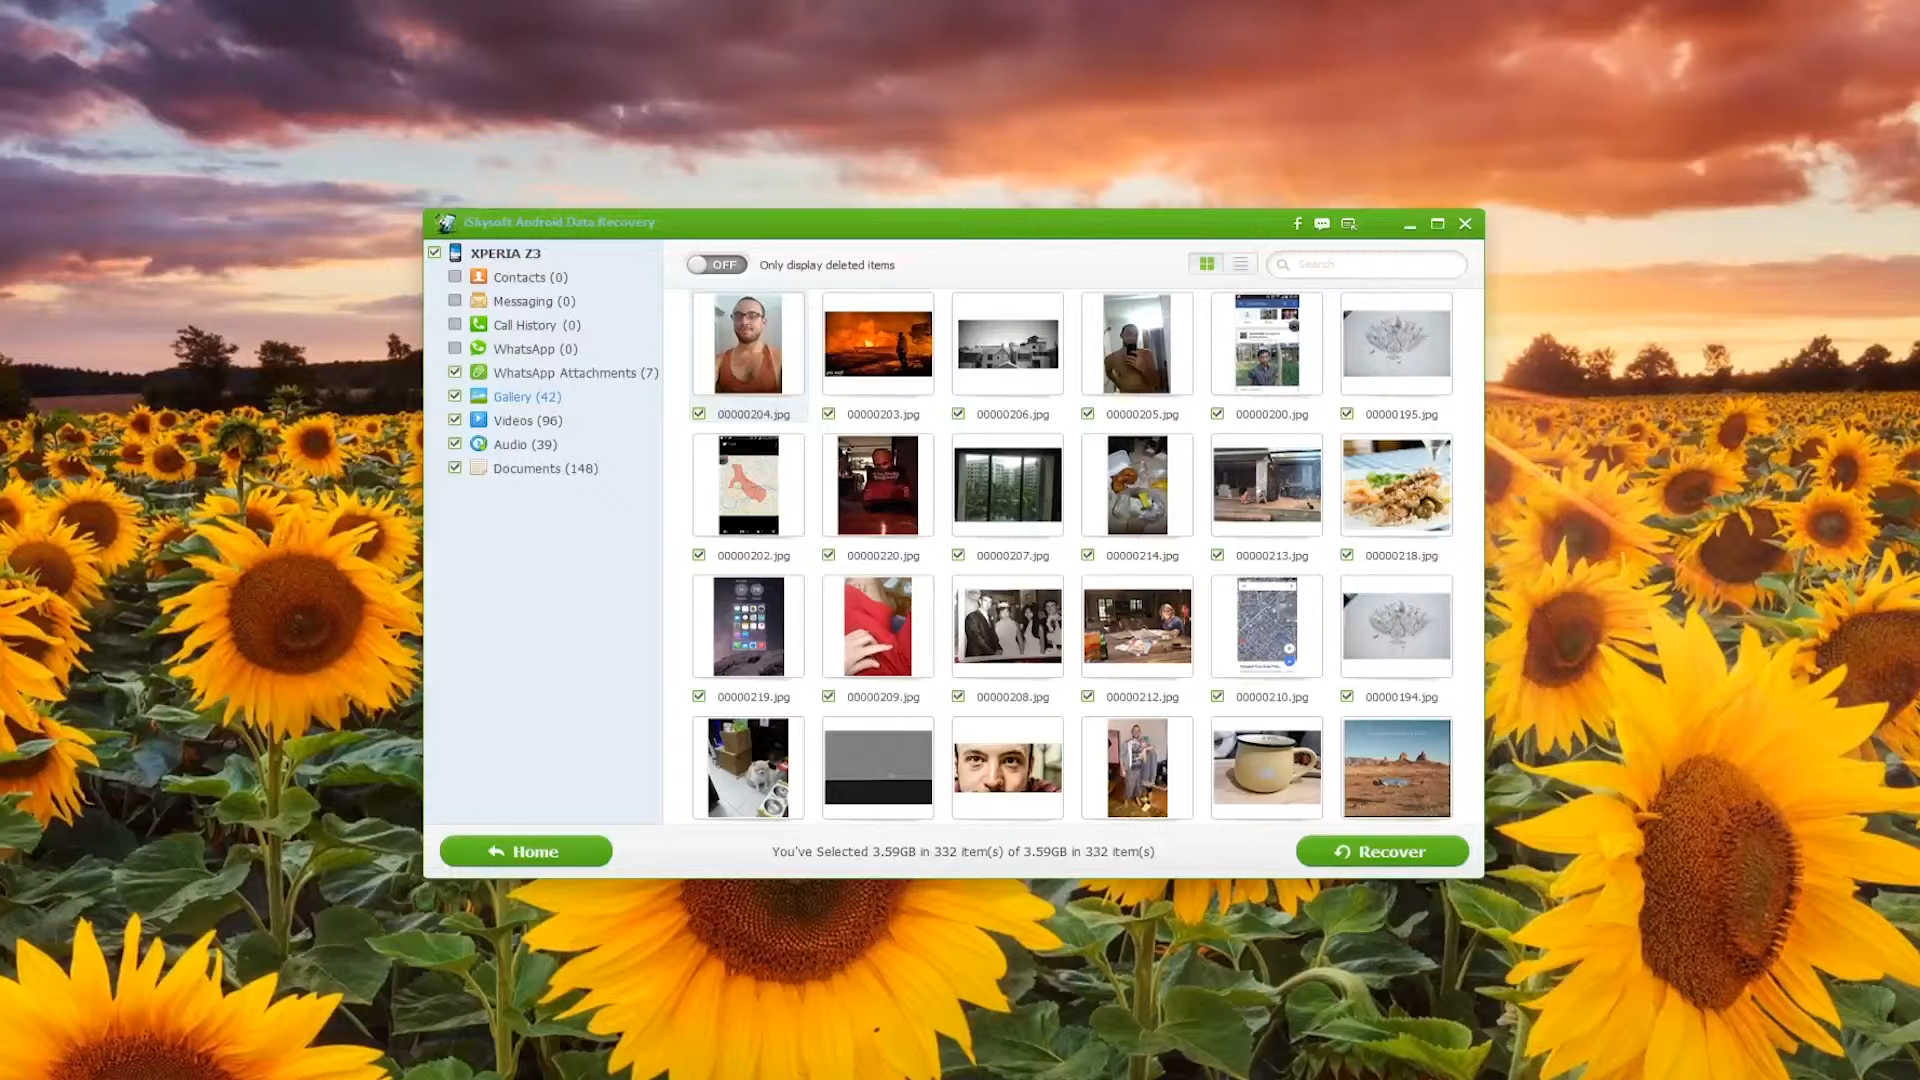 iSkysoft Android Data Recovery
XPERIA Z3
Contacts (0)
Messaging (0)
Call History (0)
WhatsApp (0)
WhatsApp Attachments (7)
Gallery (42)
Videos (96)
Audio (39)
Documents (148)
OFF
Only display deleted items
Search
00000204.jpg
00000203.jpg
00000206.jpg
00000205.jpg
00000200.jpg
00000195.jpg
00000202.jpg
00000220.jpg
00000207.jpg
00000214.jpg
00000213.jpg
00000218.jpg
00000219.jpg
00000209.jpg
00000208.jpg
00000212.jpg
00000210.jpg
00000194.jpg
Home
You've Selected 3.59GB in 332 item(s) of 3.59GB in 332 item(s)
Recover